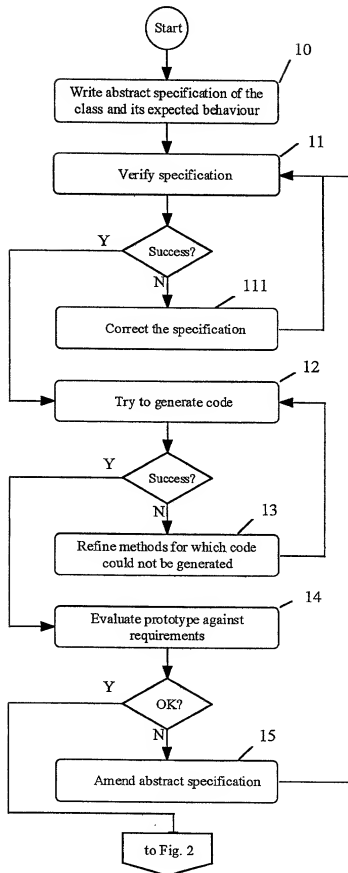 Start
10
Write abstract specification of the
class and its expected behaviour
11
Verify specification
Y
Success?
N
111
Correct the specification
12
Try to generate code
Y
Success?
N
13
Refine methods for which code
could not be generated
14
Evaluate prototype against
requirements
Y
OK?
N
15
Amend abstract specification
to Fig. 2